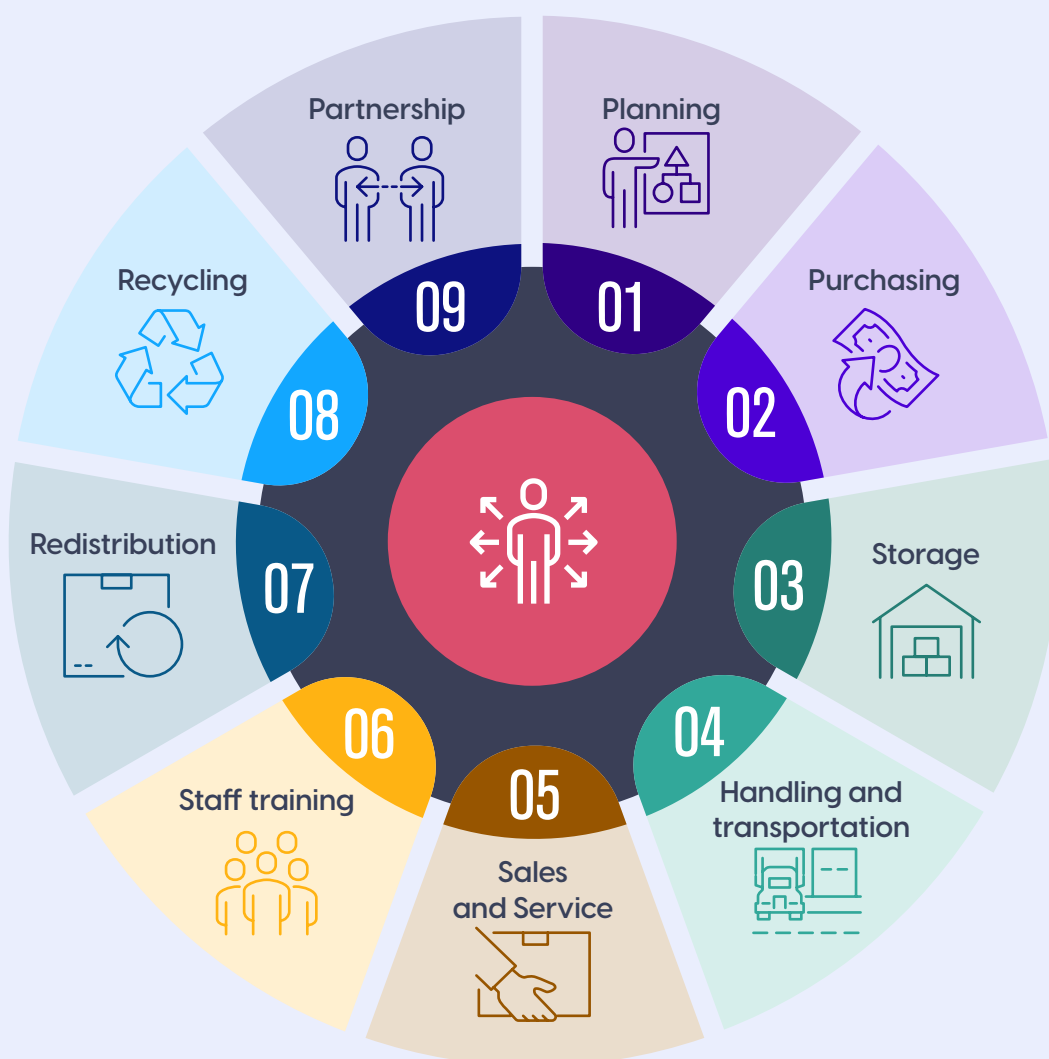 Planning
01
Purchasing
02
Storage
03
Handling and
transportation
04
Sales
and Service
05
Staff training
06
Redistribution
07
Recycling
08
Partnership
09